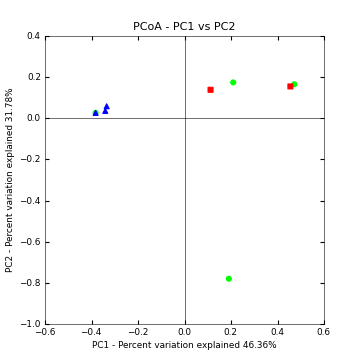 PCoA - PC1 vs PC2
0.4
0.2
0.0
−0.2
−0.4
−0.6
−0.8
−1.0
PC2 - Percent variation explained 31.78%
−0.6 −0.4 −0.2 0.0 0.2 0.4 0.6
PC1 - Percent variation explained 46.36%